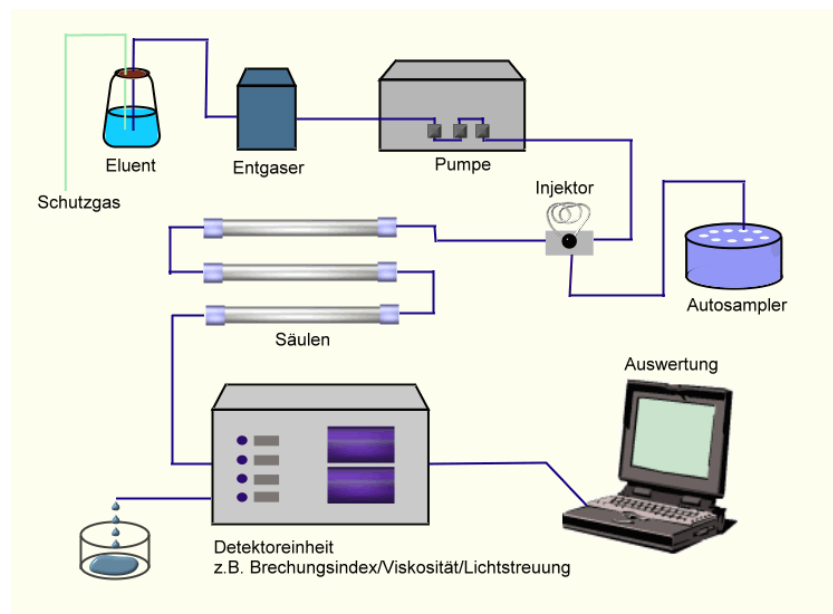 Eluent
Entgaser
Pumpe
Schutzgas
Injektor
Autosampler
Säulen
Auswertung
Detektoreinheit
z.B. Brechungsindex/Viskosität/Lichtstreuung